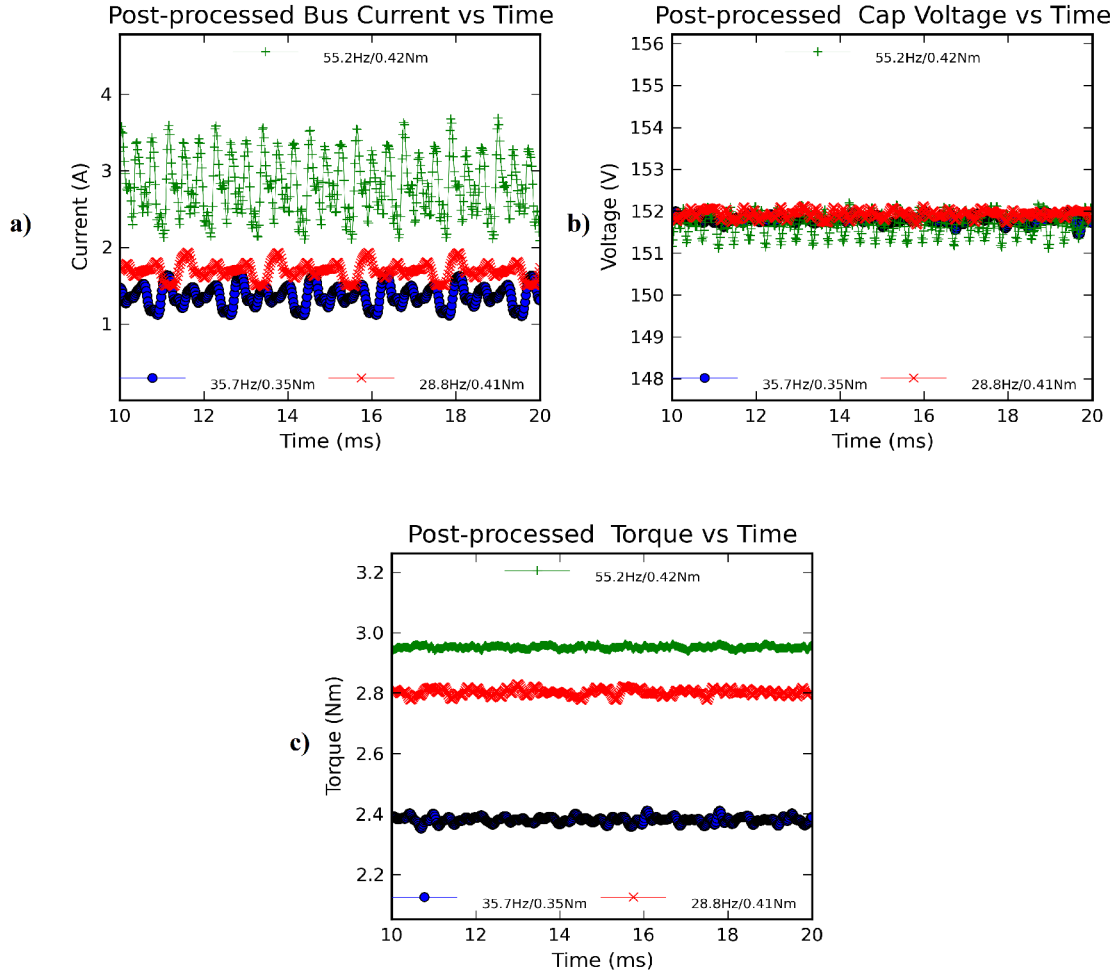 Post-processed Bus Current vs Time
55.2Hz/0.42Nm
4
3
2
1
Current (A)
a)
35.7Hz/0.35Nm 28.8Hz/0.41Nm
10 12 14 16 18 20
Time (ms)
Post-processed Cap Voltage vs Time
156
155
154
153
152
151
150
149
148
55.2Hz/0.42Nm
Voltage (V)
b)
35.7Hz/0.35Nm 28.8Hz/0.41Nm
10 12 14 16 18 20
Time (ms)
Post-processed Torque vs Time
3.2
3.0
2.8
2.6
2.4
2.2
55.2Hz/0.42Nm
Torque (Nm)
c)
35.7Hz/0.35Nm 28.8Hz/0.41Nm
10 12 14 16 18 20
Time (ms)